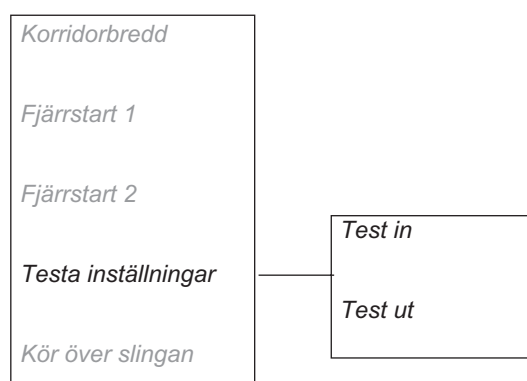 Korridorbredd
Fjärrstart 1
Fjärrstart 2
Testa inställningar
Kör över slingan
Test in
Test ut